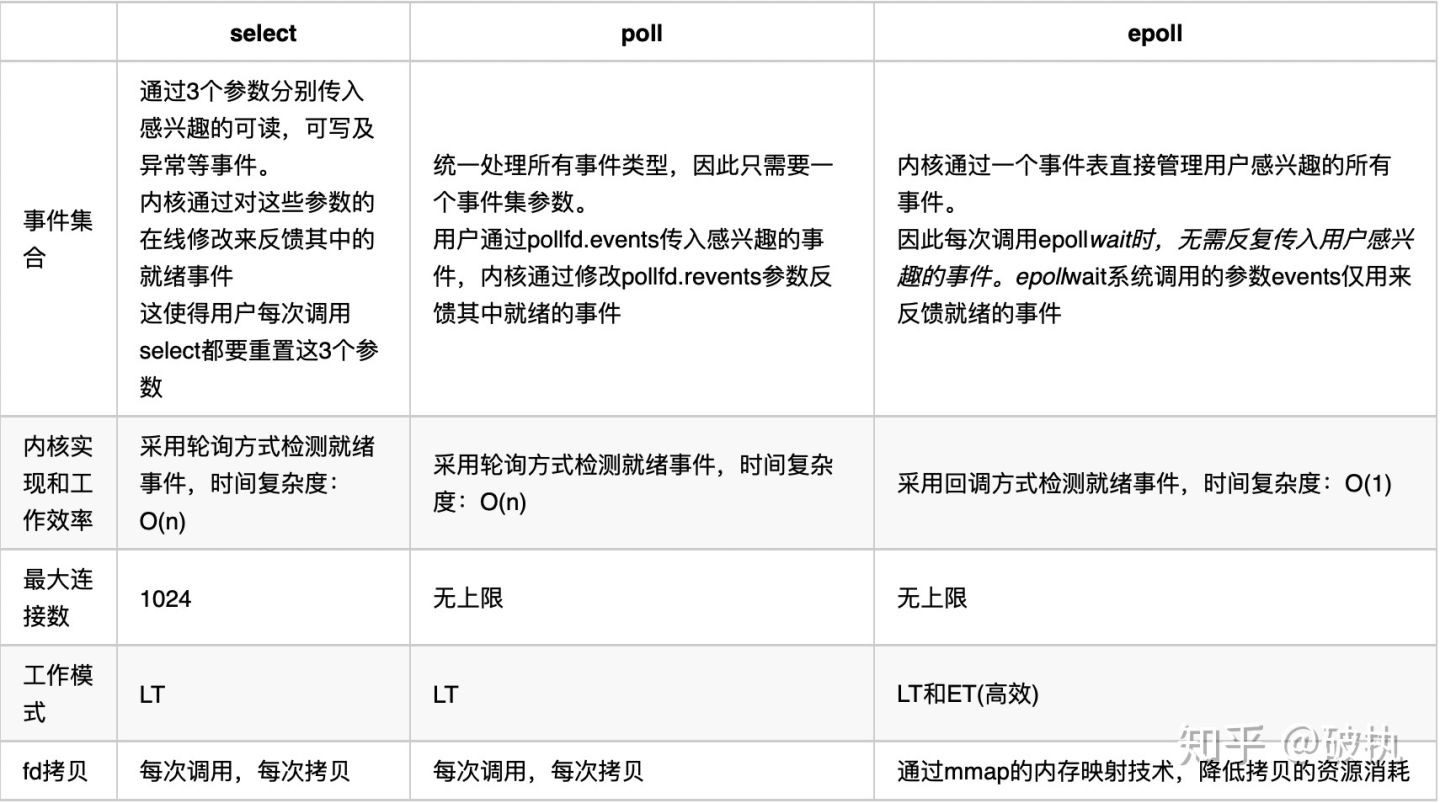 select
poll
epoll
事件集
合
通过3个参数分别传入
感兴趣的可读，可写及
异常等事件。
内核通过对这些参数的
在线修改来反馈其中的
就绪事件
这使得用户每次调用
select都要重置这3个参
数
统一处理所有事件类型，因此只需要一
个事件集参数。
用户通过pollfd.events传入感兴趣的事
件，内核通过修改pollfd.revents参数反
馈其中就绪的事件
内核通过一个事件表直接管理用户感兴趣的所有
事件。
因此每次调用epollwait时，无需反复传入用户感兴
趣的事件。epollwait系统调用的参数events仅用来
反馈就绪的事件
内核实
现和工
作效率
采用轮询方式检测就绪
事件，时间复杂度：
O(n)
采用轮询方式检测就绪事件，时间复杂
度：O(n)
采用回调方式检测就绪事件，时间复杂度：O(1)
最大连
接数
1024
无上限
无上限
工作模
式
LT
LT
LT和ET(高效)
fd拷贝
每次调用，每次拷贝
每次调用，每次拷贝
通过mmap的内存映射技术，降低拷贝的资源消耗
知乎 @破执